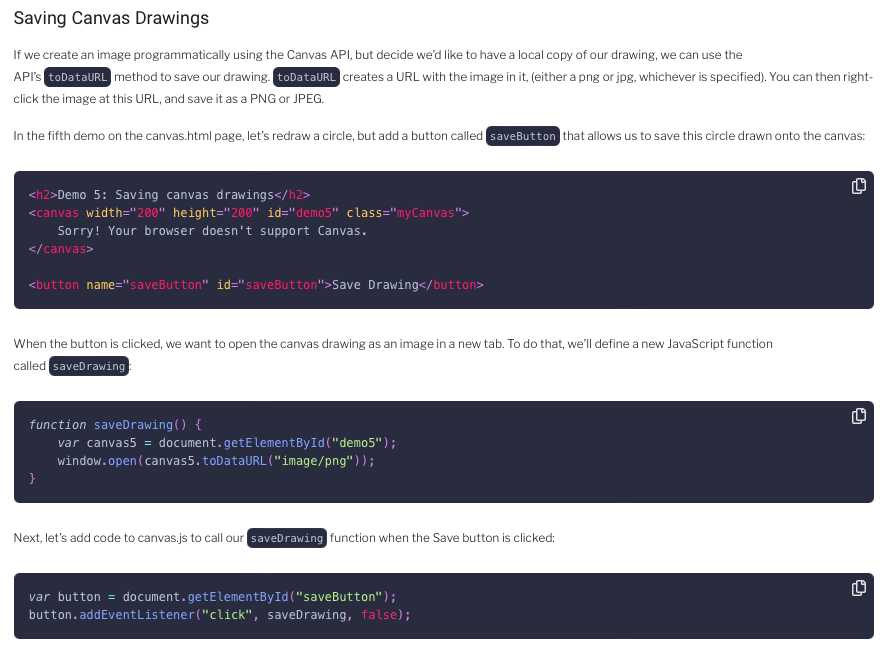 Saving Canvas Drawings
If we create an image programmatically using the Canvas API, but decide we’d like to have a local copy of our drawing, we can use the
API’s toDataURL method to save our drawing. toDataURL creates a URL with the image in it, (either a png or jpg, whichever is specified). You can then right-
click the image at this URL, and save it as a PNG or JPEG.
In the fifth demo on the canvas.html page, let’s redraw a circle, but add a button called saveButton that allows us to save this circle drawn onto the canvas:
<h2>Demo 5: Saving canvas drawings</h2>
<canvas width="200" height="200" id="demo5" class="myCanvas">
    Sorry! Your browser doesn't support Canvas.
</canvas>
<button name="saveButton" id="saveButton">Save Drawing</button>
When the button is clicked, we want to open the canvas drawing as an image in a new tab. To do that, we’ll define a new JavaScript function
called saveDrawing:
function saveDrawing() {
    var canvas5 = document.getElementById("demo5");
    window.open(canvas5.toDataURL("image/png"));
}
Next, let’s add code to canvas.js to call our saveDrawing function when the Save button is clicked:
var button = document.getElementById("saveButton");
button.addEventListener("click", saveDrawing, false);